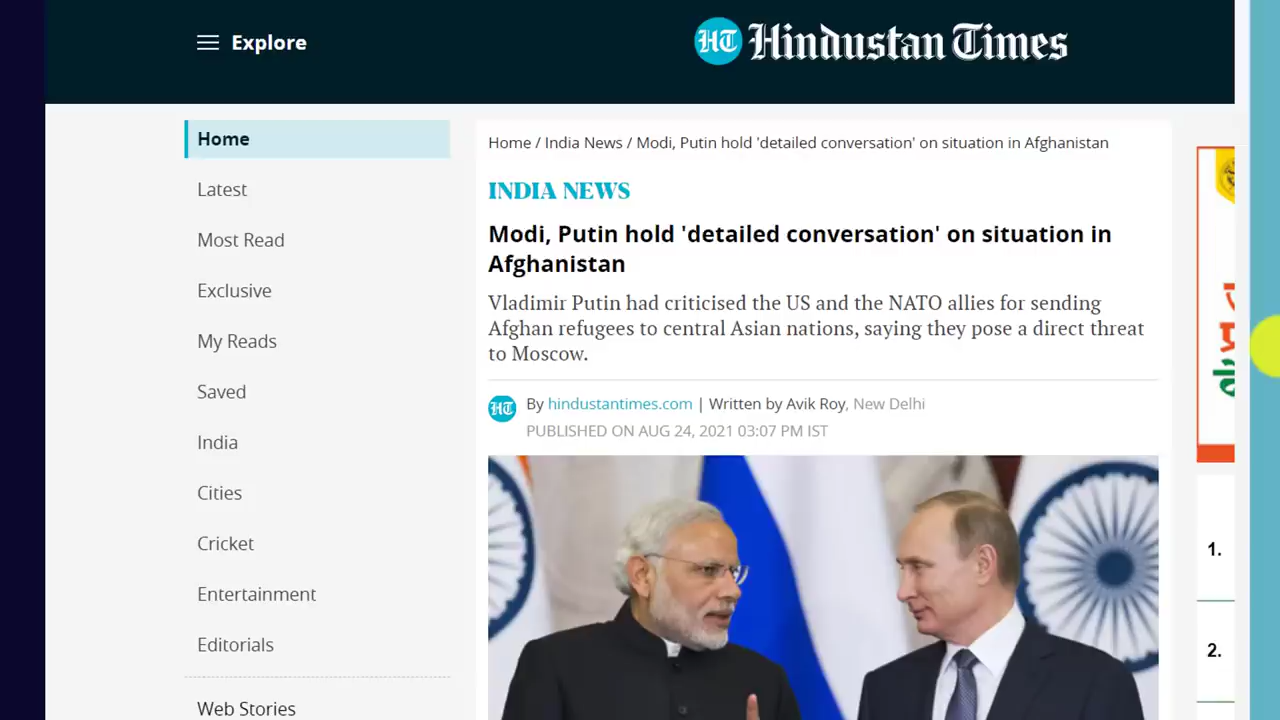 Explore
HT Hindustan Times
Home
Latest
Most Read
Exclusive
My Reads
Saved
India
Cities
Cricket
Entertainment
Editorials
Web Stories
Home / India News / Modi, Putin hold 'detailed conversation' on situation in Afghanistan
INDIA NEWS
Modi, Putin hold 'detailed conversation' on situation in
Afghanistan
Vladimir Putin had criticised the US and the NATO allies for sending
Afghan refugees to central Asian nations, saying they pose a direct threat
to Moscow.
HT
By hindustantimes.com | Written by Avik Roy, New Delhi
PUBLISHED ON AUG 24, 2021 03:07 PM IST
1.
2.